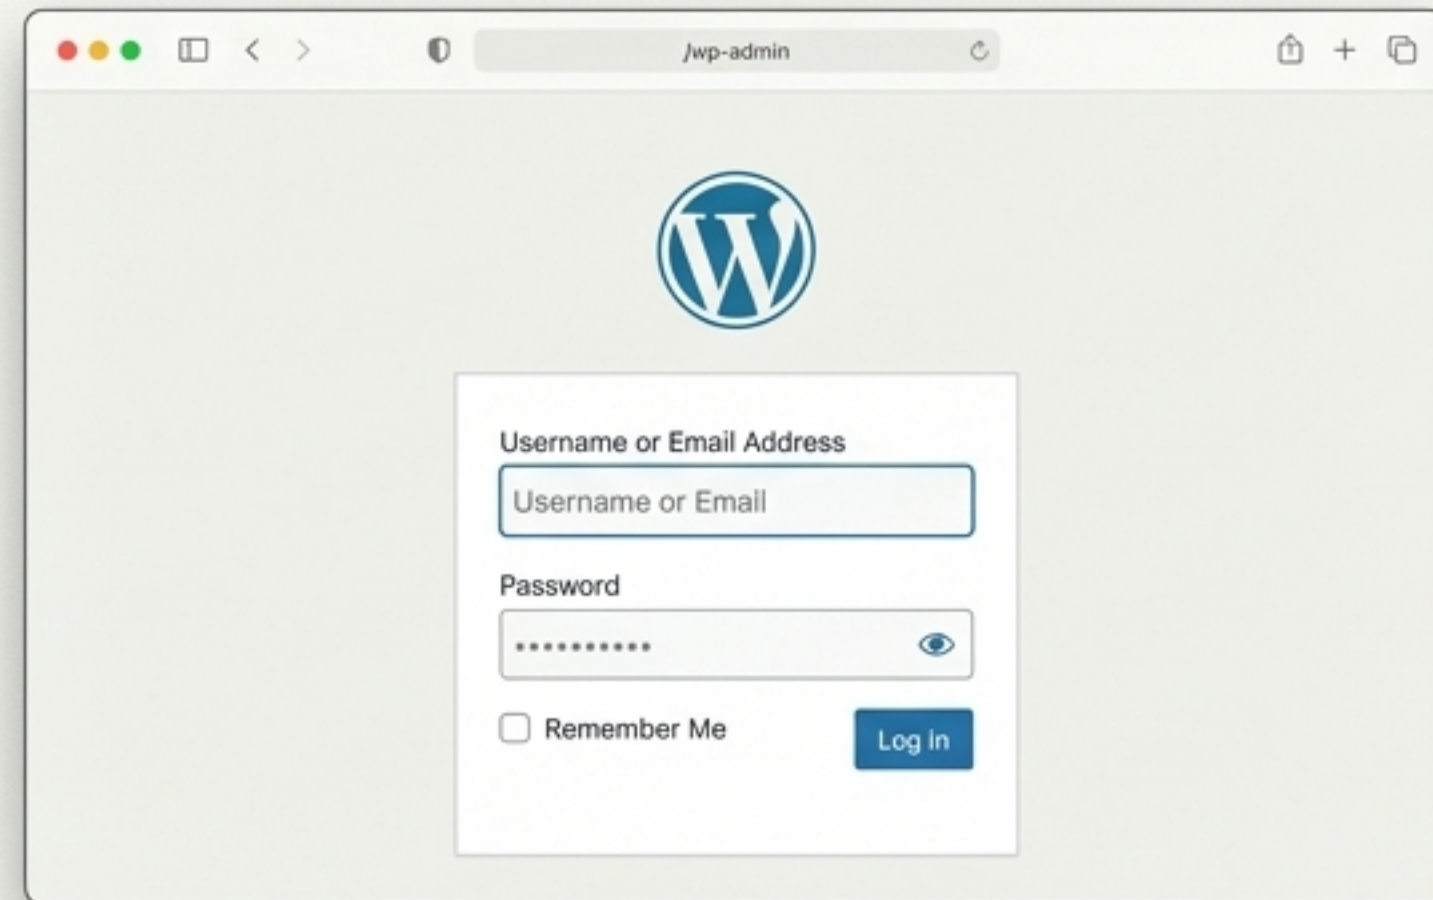 /wp-admin
Username or Email Address
Username or Email
Password
Remember Me
Log in